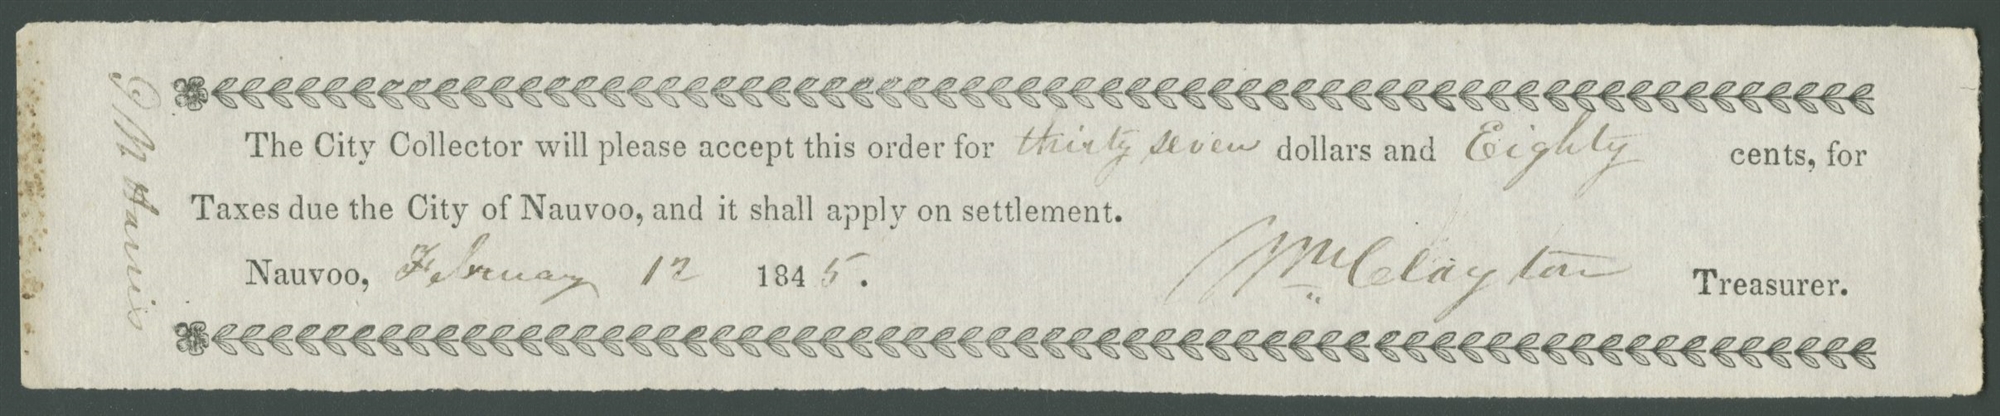 The City Collector will please accept this order for thirty seven dollars and Eighty cents, for
Taxes due the City of Nauvoo, and it shall apply on settlement.
Nauvoo, February 12 1845. Wm Clayton Treasurer.
Harris